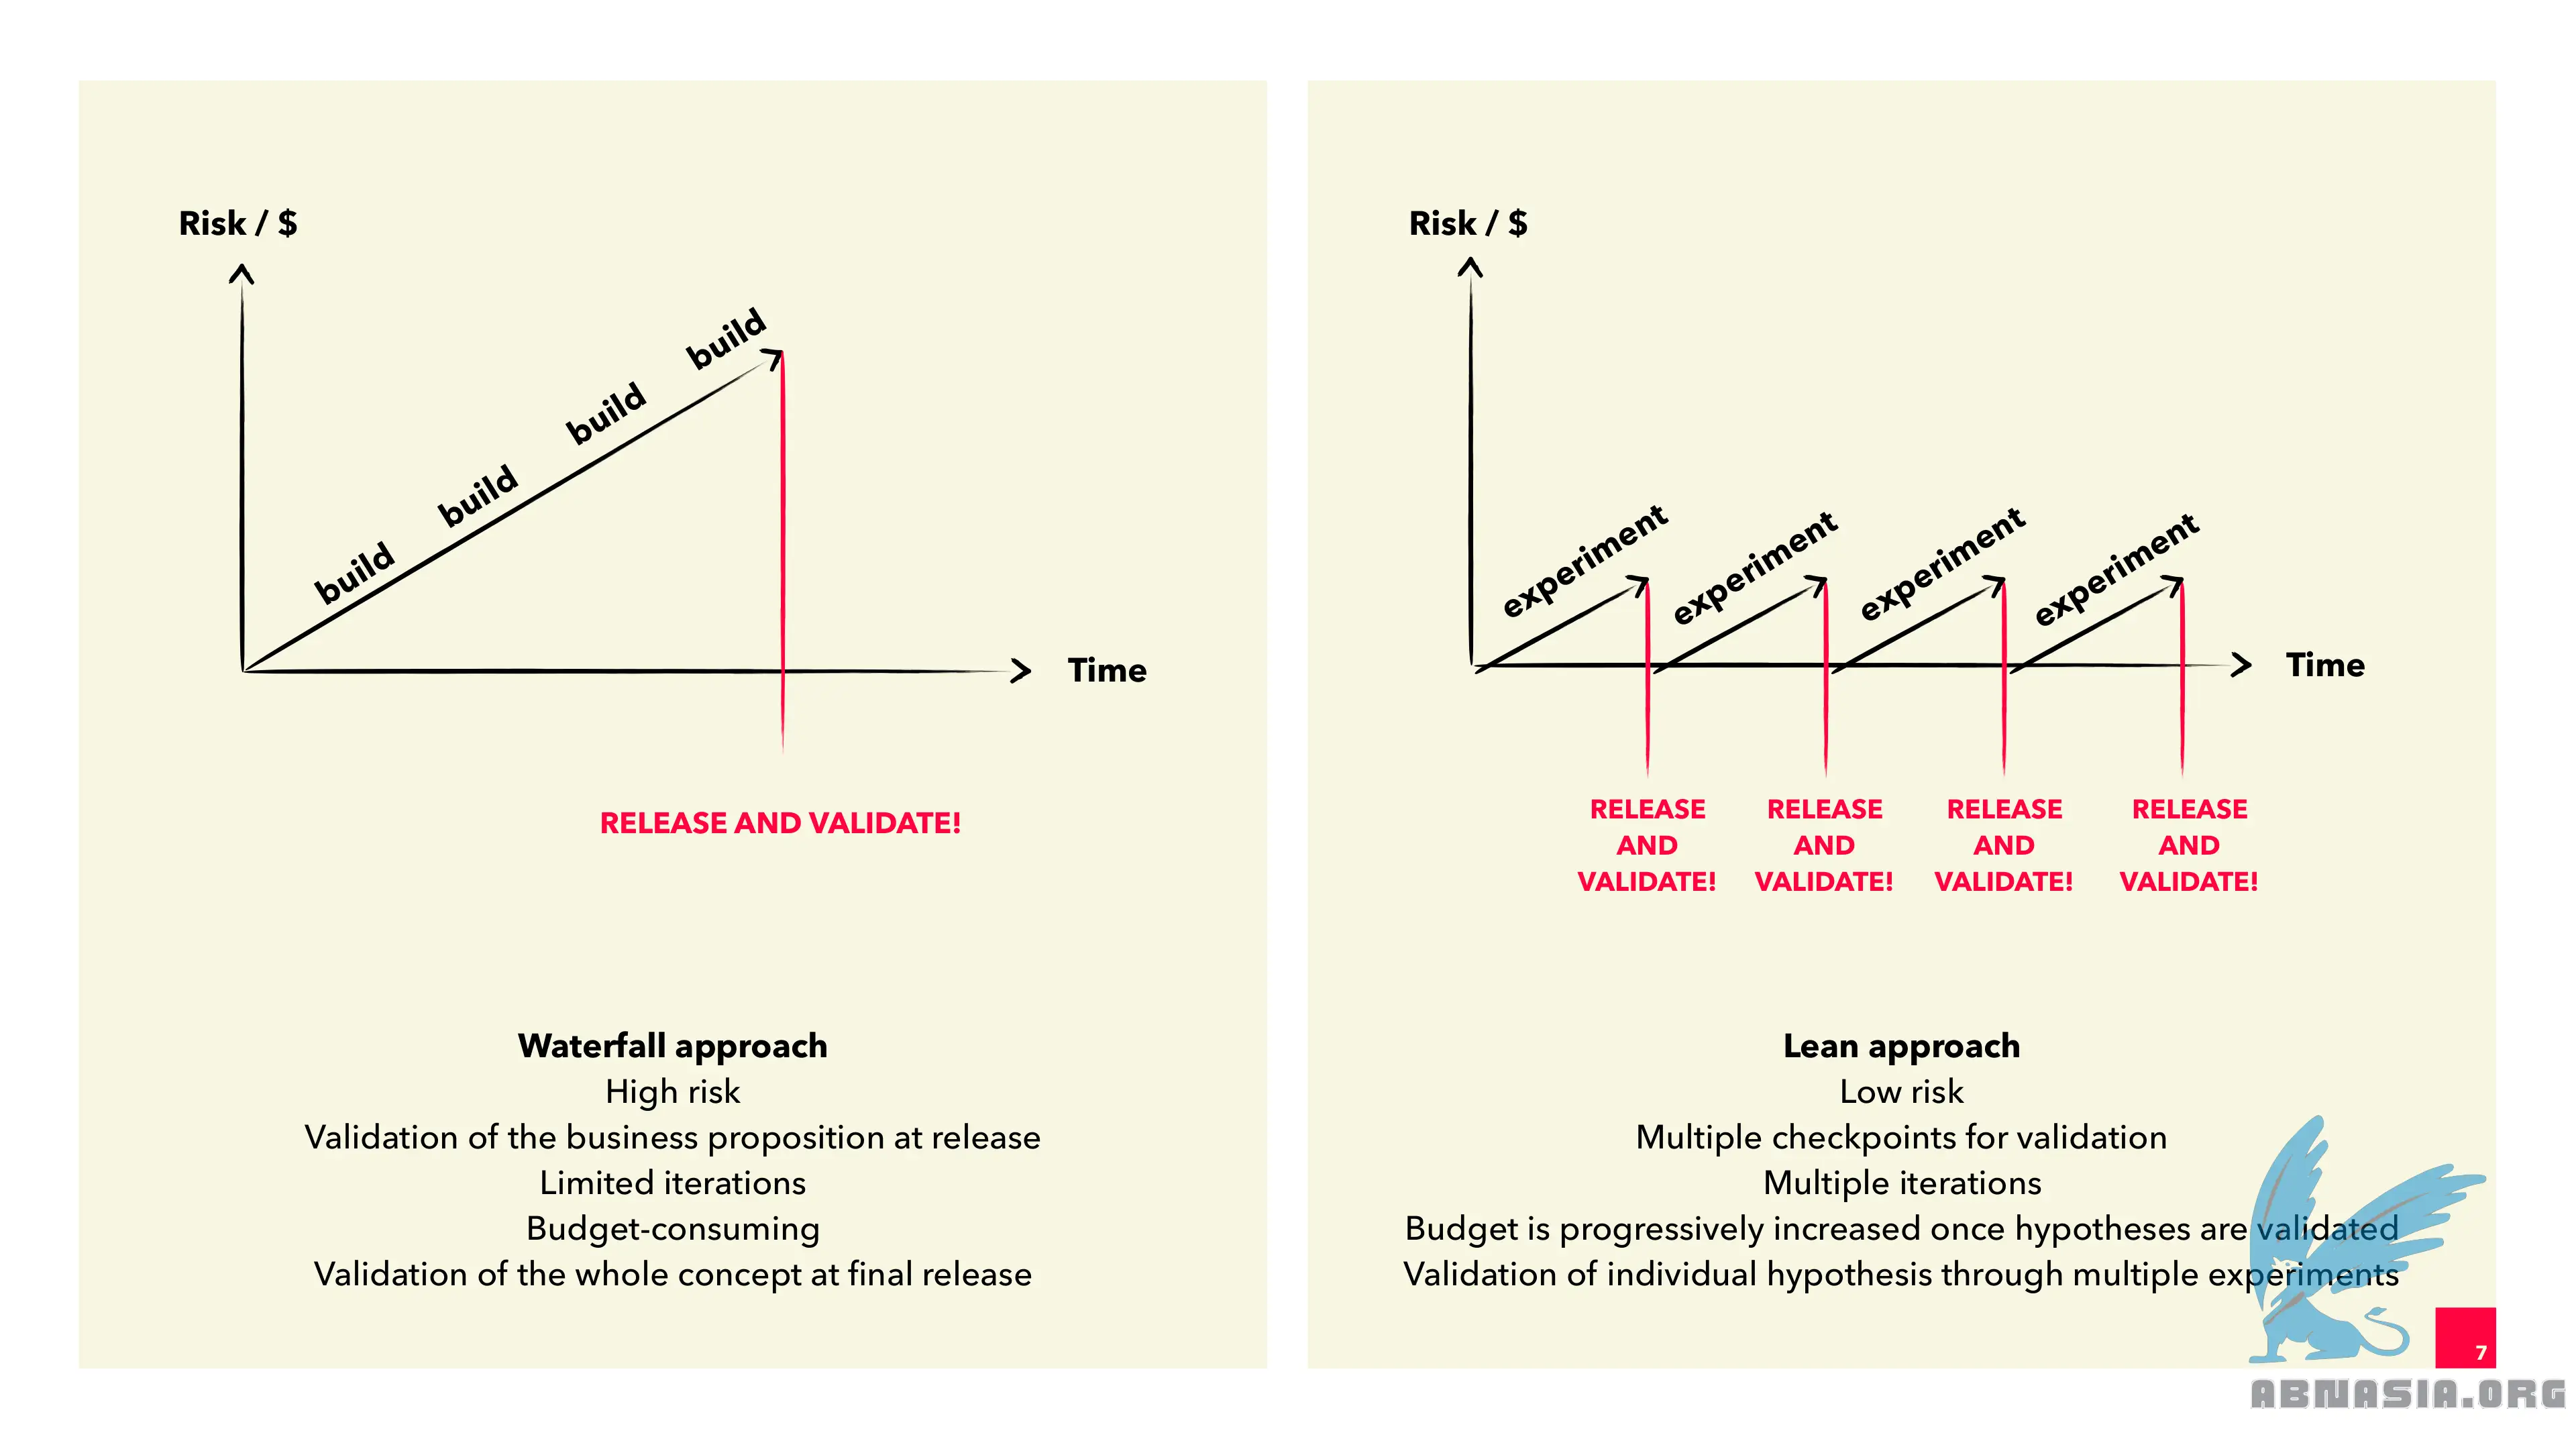 Risk / $
build
build
build
build
Time
RELEASE AND VALIDATE!
Waterfall approach
High risk
Validation of the business proposition at release
Limited iterations
Budget-consuming
Validation of the whole concept at final release
Risk / $
experiment
experiment
experiment
experiment
Time
RELEASE
AND
VALIDATE!
RELEASE
AND
VALIDATE!
RELEASE
AND
VALIDATE!
RELEASE
AND
VALIDATE!
Lean approach
Low risk
Multiple checkpoints for validation
Multiple iterations
Budget is progressively increased once hypotheses are validated
Validation of individual hypothesis through multiple experiments
7
ABNASIA.ORG